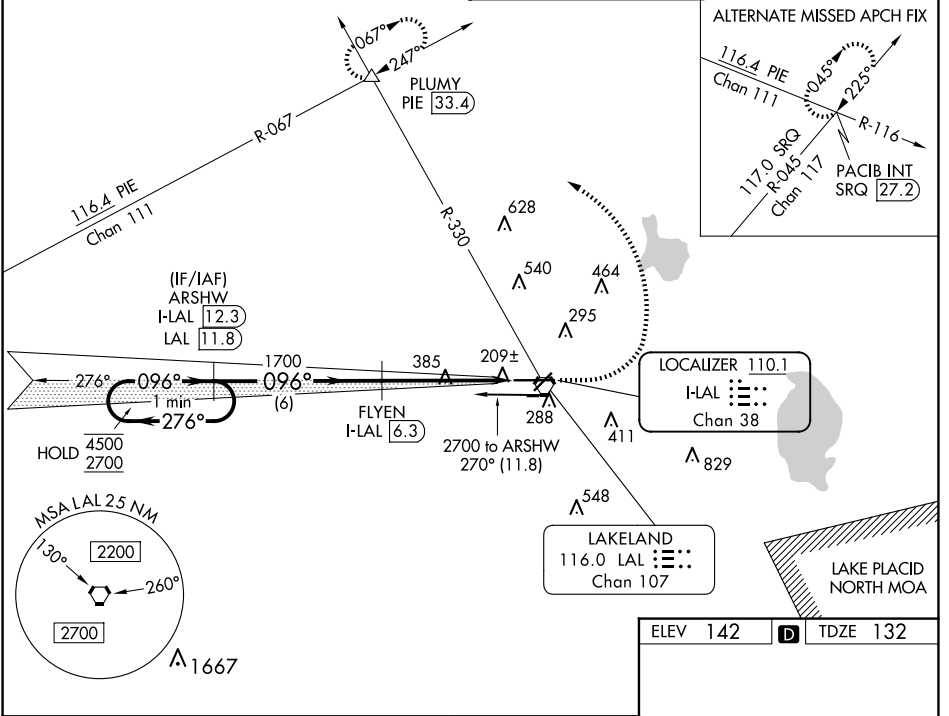 ALTERNATE MISSED APCH FIX
116.4 PIE
Chan 111
045°
225°
R-116
117.0 SRQ
R-045
Chan 117
PACIB INT
SRQ 27.2
067°
247°
PLUMY
PIE 33.4
R-067
116.4 PIE
Chan 111
R-330
628
540
464
295
(IF/IAF)
ARSHW
I-LAL 12.3
LAL 11.8
1700
385
209±
276°
096°
096°
1 min
(6)
276°
FLYEN
I-LAL 6.3
288
LOCALIZER 110.1
I-LAL
Chan 38
HOLD 4500
2700
2700 to ARSHW
270° (11.8)
411
829
548
MSA LAL 25 NM
130°
2200
260°
2700
1667
LAKELAND
116.0 LAL
Chan 107
LAKE PLACID
NORTH MOA
ELEV 142 D TDZE 132